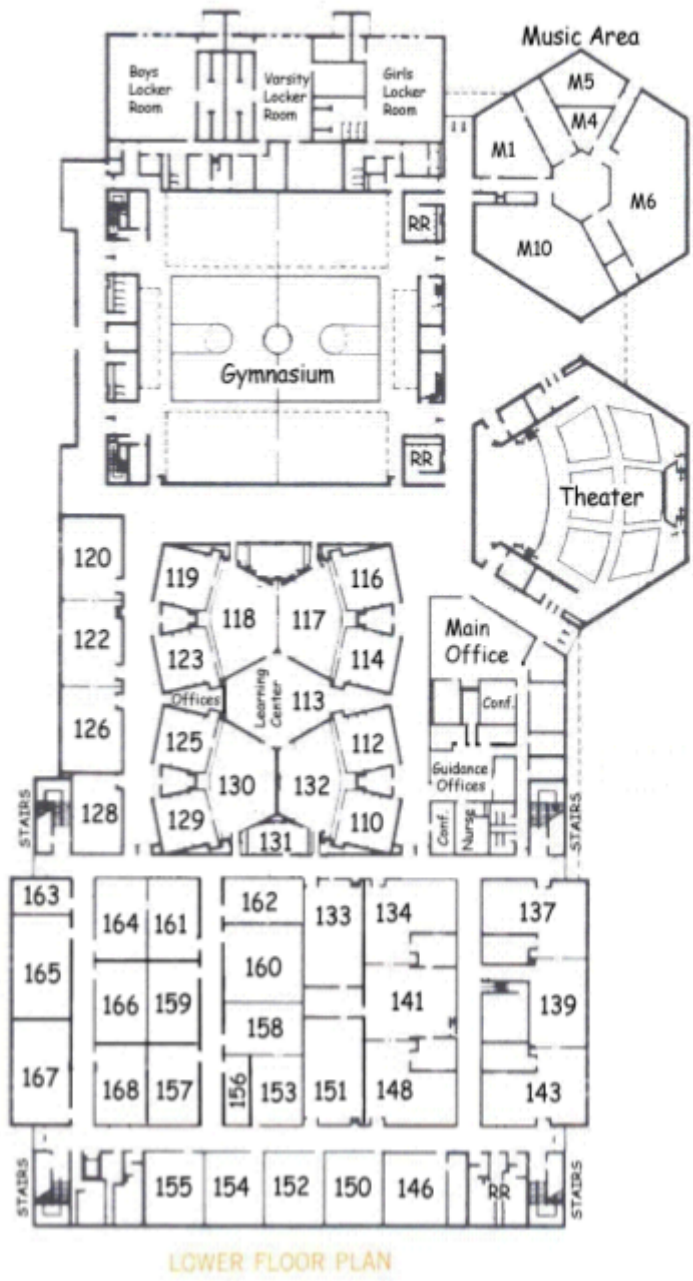 Music Area
Boys
Locker
Room
Varsity
Locker
Room
Girls
Locker
Room
M5
M4
M1
M6
M10
RR
Gymnasium
RR
Theater
120
119
116
118
117
122
123
114
Main
Office
Offices
Learning
Center
113
Conf.
126
125
112
130
132
Guidance
Offices
STAIRS
128
129
131
110
Conf.
Nurse
STAIRS
163
164
161
162
133
134
137
165
160
166
159
141
139
158
167
168
157
156
153
151
148
143
STAIRS
155
154
152
150
146
RR
STAIRS
LOWER FLOOR PLAN